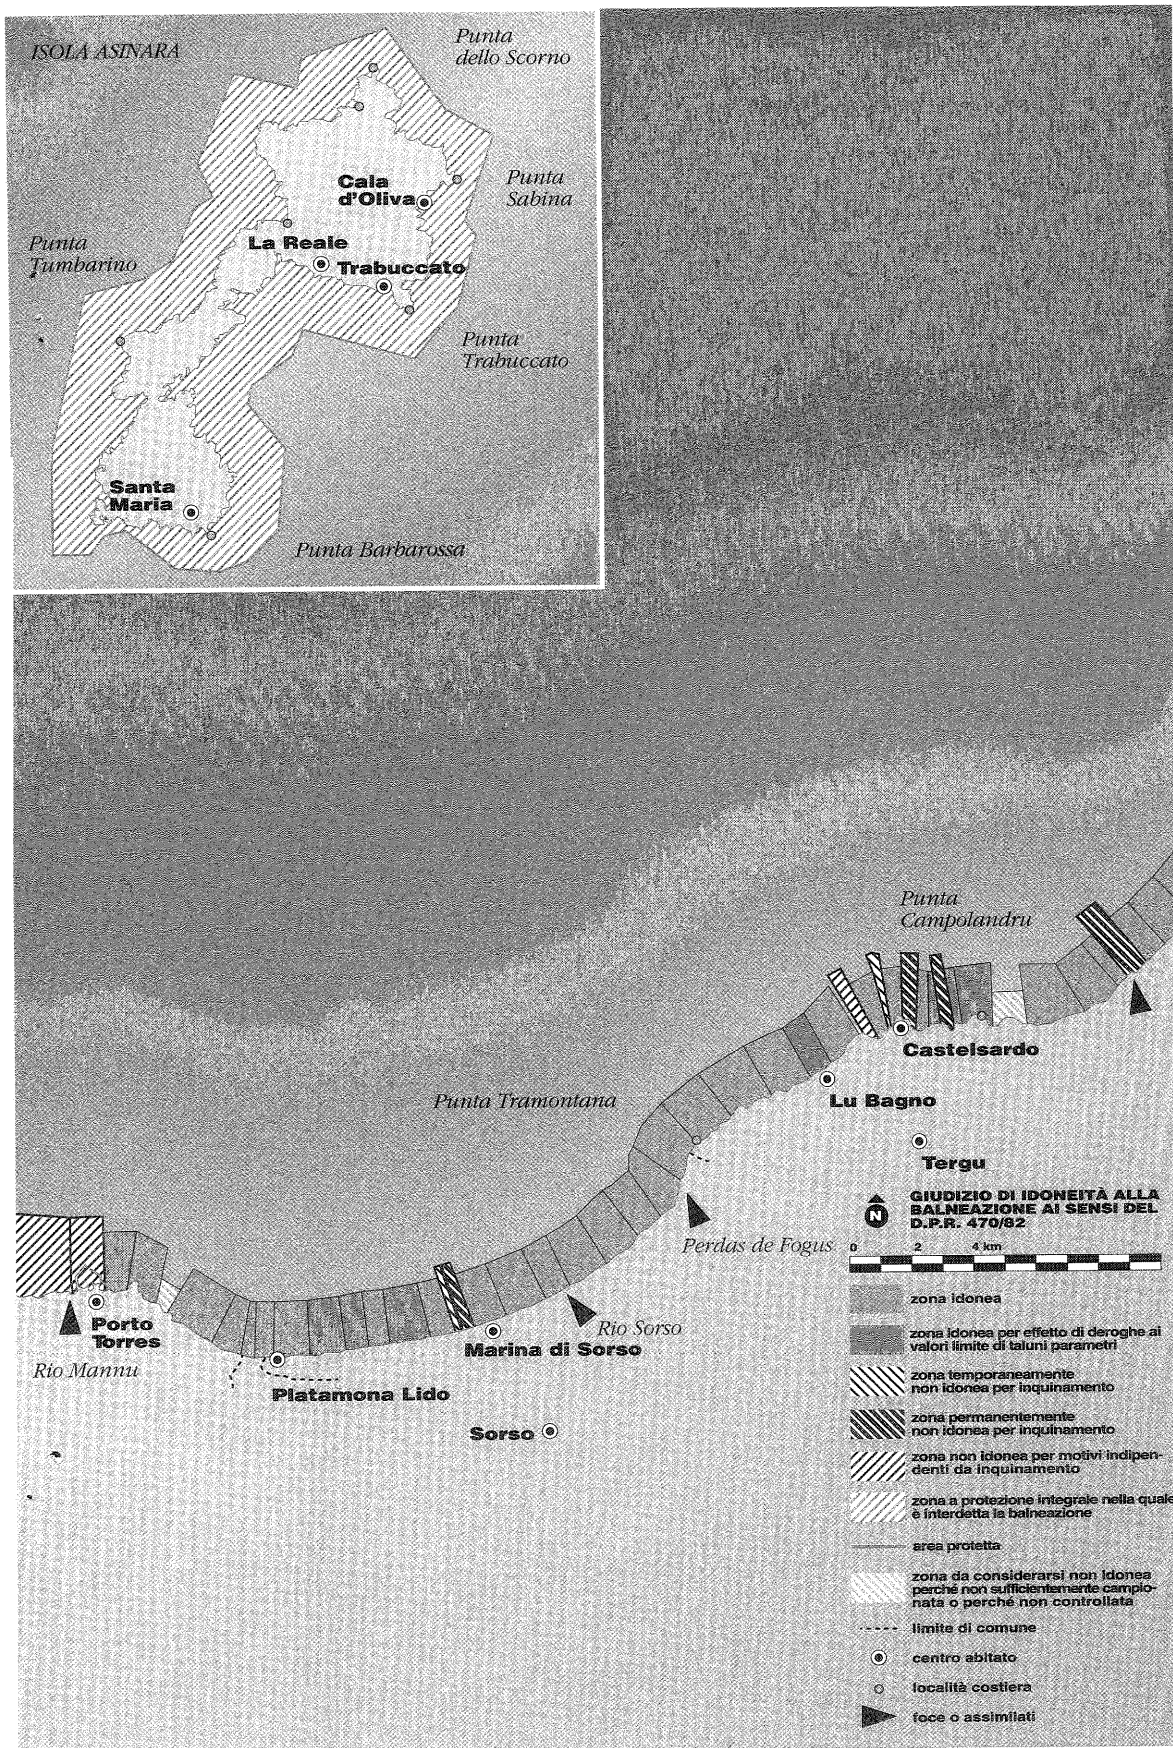 ISOLA ASINARA
Punta
dello Scorno
Cala
d'Oliva
Punta
Sabina
Punta
Tumbarino
La Reale
Trabuccato
Punta
Trabuccato
Santa
Maria
Punta Barbarossa
Punta
Campolandru
Castelsardo
Punta Tramontana
Lu Bagno
Tergu
Perdas de Fogus
Porto
Torres
Rio Mannu
Rio Sorso
Marina di Sorso
Platamona Lido
Sorso
N
GIUDIZIO DI IDONEITÀ ALLA
BALNEAZIONE AI SENSI DEL
D.P.R. 470/82
0 2 4 km
zona idonea
zona idonea per effetto di deroghe ai
valori limite di taluni parametri
zona temporaneamente
non idonea per inquinamento
zona permanentemente
non idonea per inquinamento
zona non idonea per motivi indipen-
denti da inquinamento
zona a protezione integrale nella quale
è interdetta la balneazione
area protetta
zona da considerarsi non idonea
perché non sufficientemente campio-
nata o perché non controllata
limite di comune
centro abitato
località costiera
foce o assimilati